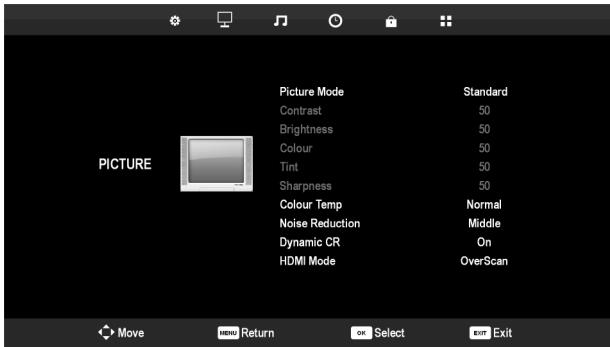 Picture Mode Standard
Contrast 50
Brightness 50
Colour 50
PICTURE
Tint 50
Sharpness 50
Colour Temp Normal
Noise Reduction Middle
Dynamic CR On
HDMI Mode OverScan
Move MENU Return OK Select EXIT Exit